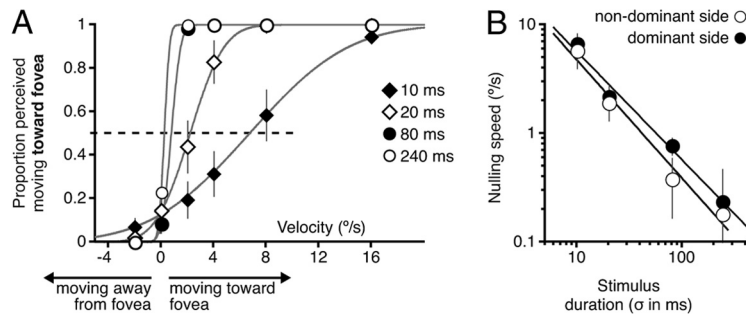 A
Proportion perceived
moving toward fovea
1
0.8
0.6
0.4
0.2
0
-4
0
4
8
12
16
Velocity (º/s)
10 ms
20 ms
80 ms
240 ms
moving away
from fovea
moving toward
fovea
B
non-dominant side
dominant side
Nulling speed (º/s)
10
1
0.1
10
100
Stimulus
duration (σ in ms)